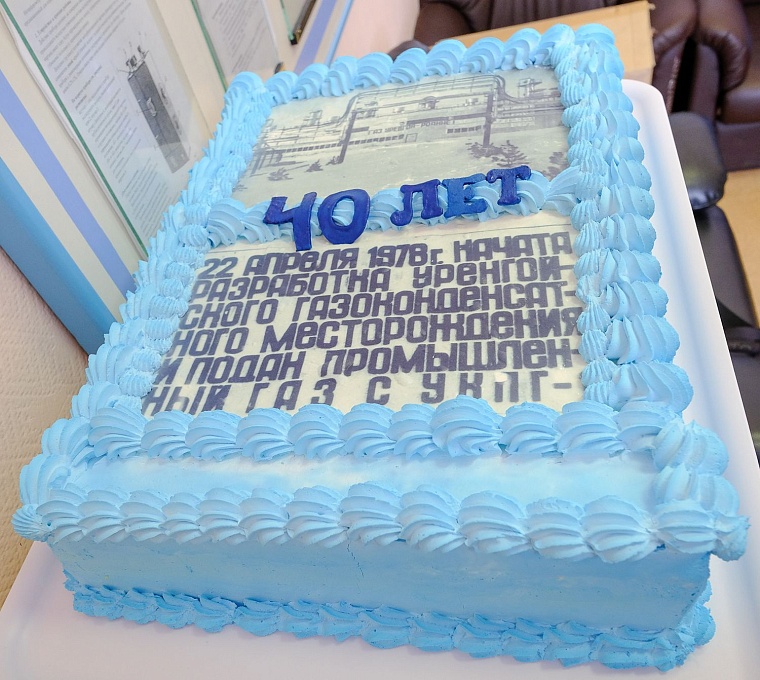 40 ЛЕТ
22 АПРЕЛЯ 1978г. НАЧАТА
РАЗРАБОТКА УРЕНГОЙ-
СКОГО ГАЗОКОНДЕНСАТ-
НОГО МЕСТОРОЖДЕНИЯ
И ПОДАН ПРОМЫШЛЕН-
НЫЙ ГАЗ С УКПГ-